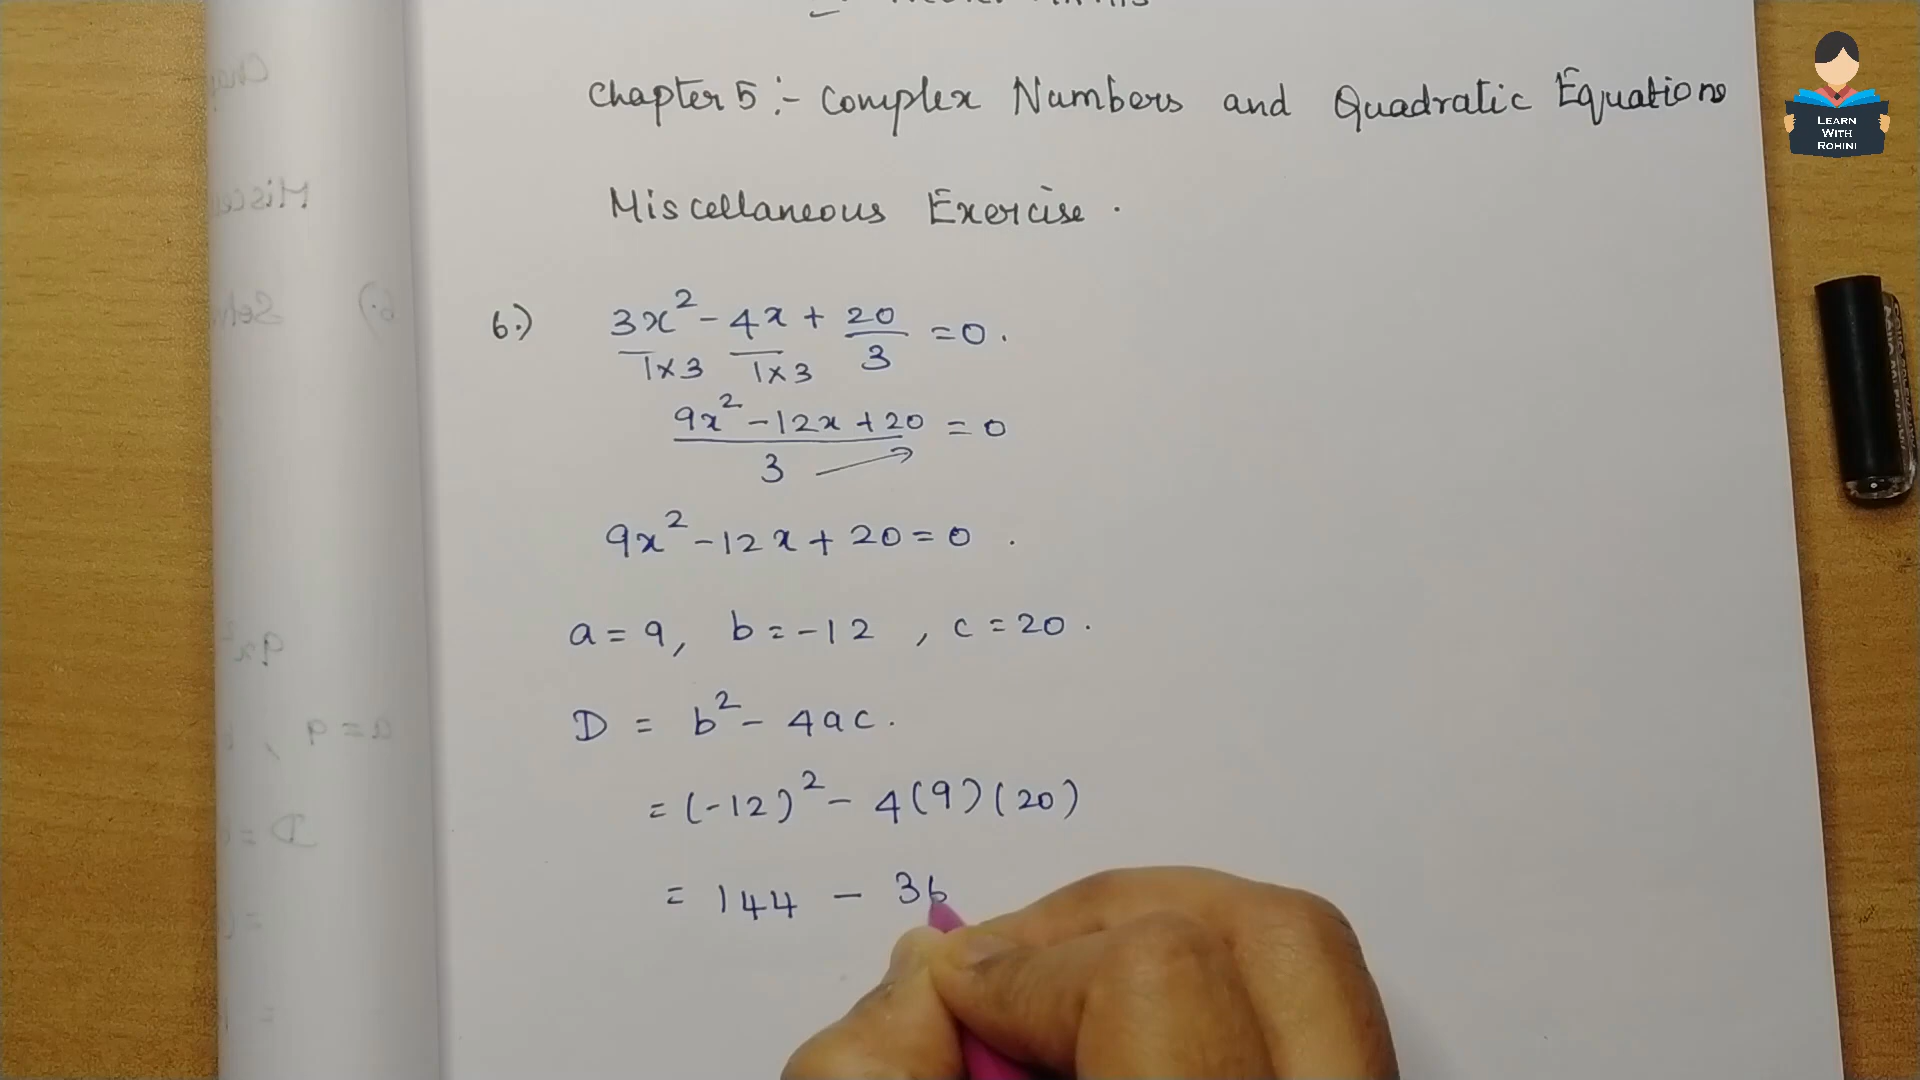 Chapter 5 :- Complex Numbers and Quadratic Equations
LEARN
WITH
ROHINI
Miscellaneous Exercise.
6.) 3x² - 4x + 20/3 = 0.
1x3 1x3
9x² - 12x + 20 = 0
3
9x² - 12x + 20 = 0.
a = 9, b = -12, c = 20.
D = b² - 4ac.
= (-12)² - 4(9)(20)
= 144 - 36